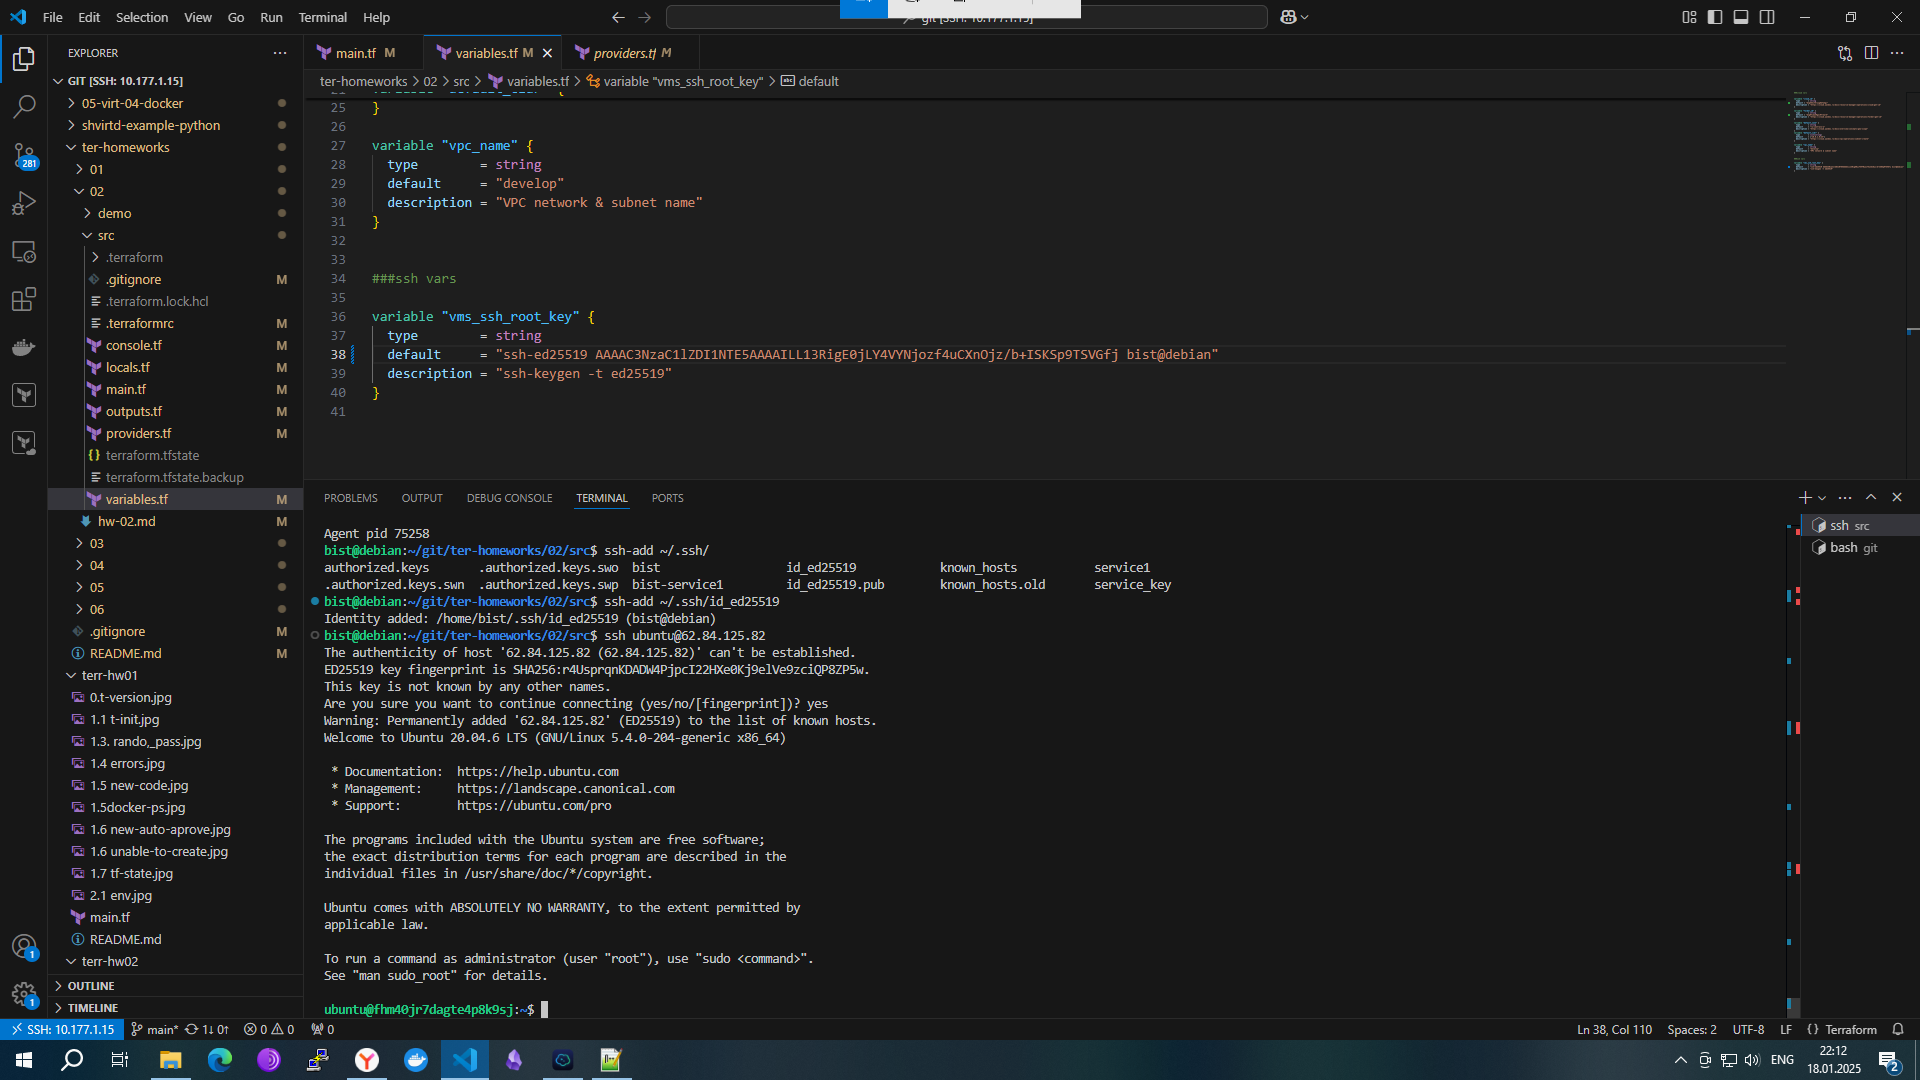 File Edit Selection View Go Run Terminal Help
git [SSH: 10.177.1.15]
EXPLORER
main.tf M
variables.tf M
providers.tf M
GIT [SSH: 10.177.1.15]
ter-homeworks > 02 > src > variables.tf > variable "vms_ssh_root_key" > default
05-virt-04-docker
shvirtd-example-python
ter-homeworks
01
02
demo
src
.terraform
.gitignore M
.terraform.lock.hcl
.terraformrc M
console.tf M
locals.tf M
main.tf M
outputs.tf M
providers.tf M
terraform.tfstate
terraform.tfstate.backup
variables.tf M
hw-02.md M
03
04
05
06
.gitignore M
README.md M
terr-hw01
0.t-version.jpg
1.1 t-init.jpg
1.3. rando,_pass.jpg
1.4 errors.jpg
1.5 new-code.jpg
1.5docker-ps.jpg
1.6 new-auto-aprove.jpg
1.6 unable-to-create.jpg
1.7 tf-state.jpg
2.1 env.jpg
main.tf
README.md
terr-hw02
OUTLINE
TIMELINE
281
1
1
25 }
26
27 variable "vpc_name" {
28 type = string
29 default = "develop"
30 description = "VPC network & subnet name"
31 }
32
33
34 ###ssh vars
35
36 variable "vms_ssh_root_key" {
37 type = string
38 default = "ssh-ed25519 AAAAC3NzaC1lZDI1NTE5AAAAILL13RigE0jLY4VYNjozf4uCXnOjz/b+ISKSp9TSVGfj bist@debian"
39 description = "ssh-keygen -t ed25519"
40 }
41
PROBLEMS OUTPUT DEBUG CONSOLE TERMINAL PORTS
ssh src
bash git
Agent pid 75258
bist@debian:~/git/ter-homeworks/02/src$ ssh-add ~/.ssh/
authorized.keys .authorized.keys.swo bist id_ed25519 known_hosts service1
.authorized.keys.swn .authorized.keys.swp bist-service1 id_ed25519.pub known_hosts.old service_key
bist@debian:~/git/ter-homeworks/02/src$ ssh-add ~/.ssh/id_ed25519
Identity added: /home/bist/.ssh/id_ed25519 (bist@debian)
bist@debian:~/git/ter-homeworks/02/src$ ssh ubuntu@62.84.125.82
The authenticity of host '62.84.125.82 (62.84.125.82)' can't be established.
ED25519 key fingerprint is SHA256:r4UsprqnKDADW4PjpcI22HXe0Kj9elVe9zciQP8ZP5w.
This key is not known by any other names.
Are you sure you want to continue connecting (yes/no/[fingerprint])? yes
Warning: Permanently added '62.84.125.82' (ED25519) to the list of known hosts.
Welcome to Ubuntu 20.04.6 LTS (GNU/Linux 5.4.0-204-generic x86_64)
* Documentation: https://help.ubuntu.com
* Management: https://landscape.canonical.com
* Support: https://ubuntu.com/pro
The programs included with the Ubuntu system are free software;
the exact distribution terms for each program are described in the
individual files in /usr/share/doc/*/copyright.
Ubuntu comes with ABSOLUTELY NO WARRANTY, to the extent permitted by
applicable law.
To run a command as administrator (user "root"), use "sudo <command>".
See "man sudo_root" for details.
ubuntu@fhm40jr7dagte4p8k9sj:~$
SSH: 10.177.1.15 main* 1↓ 0↑ 0 0 0
Ln 38, Col 110 Spaces: 2 UTF-8 LF { } Terraform
ENG
22:12
18.01.2025
2